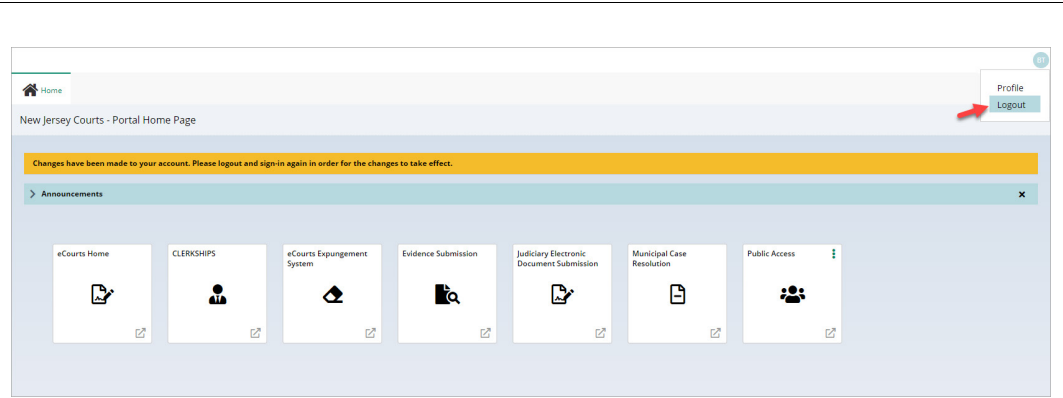 BT
Home
Profile
Logout
New Jersey Courts - Portal Home Page
Changes have been made to your account. Please logout and sign-in again in order for the changes to take effect.
Announcements
eCourts Home
CLERKSHIPS
eCourts Expungement
System
Evidence Submission
Judiciary Electronic
Document Submission
Municipal Case
Resolution
Public Access